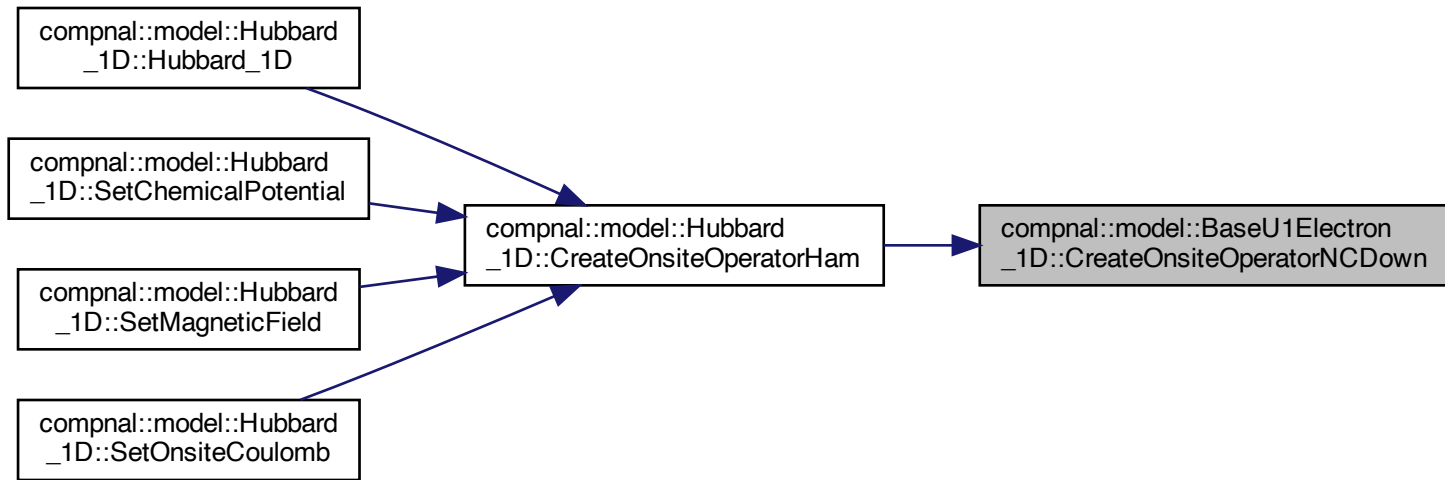 compnal::model::Hubbard
_1D::Hubbard_1D
compnal::model::Hubbard
_1D::SetChemicalPotential
compnal::model::Hubbard
_1D::SetMagneticField
compnal::model::Hubbard
_1D::SetOnsiteCoulomb
compnal::model::Hubbard
_1D::CreateOnsiteOperatorHam
compnal::model::BaseU1Electron
_1D::CreateOnsiteOperatorNCDown